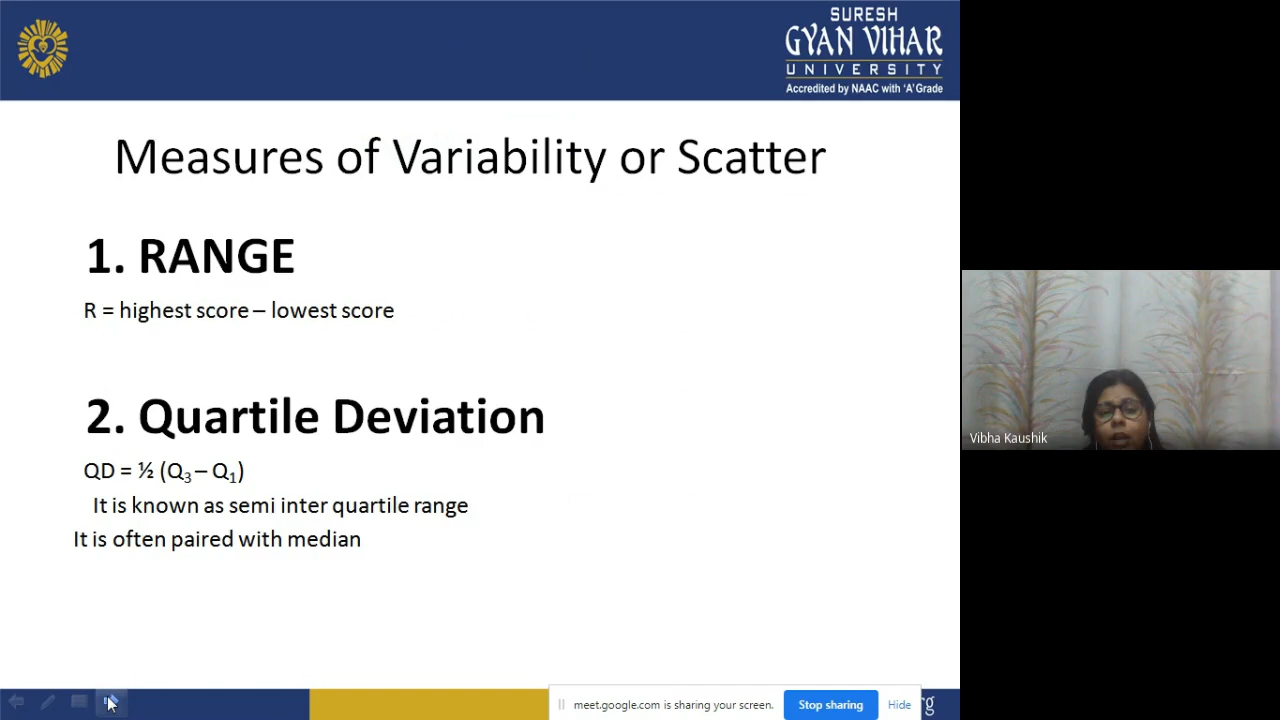 SURESH
GYAN VIHAR
UNIVERSITY
Accredited by NAAC with 'A' Grade
Measures of Variability or Scatter
1. RANGE
R = highest score – lowest score
2. Quartile Deviation
QD = ½ (Q₃ – Q₁)
It is known as semi inter quartile range
It is often paired with median
Vibha Kaushik
meet.google.com is sharing your screen. Stop sharing Hide